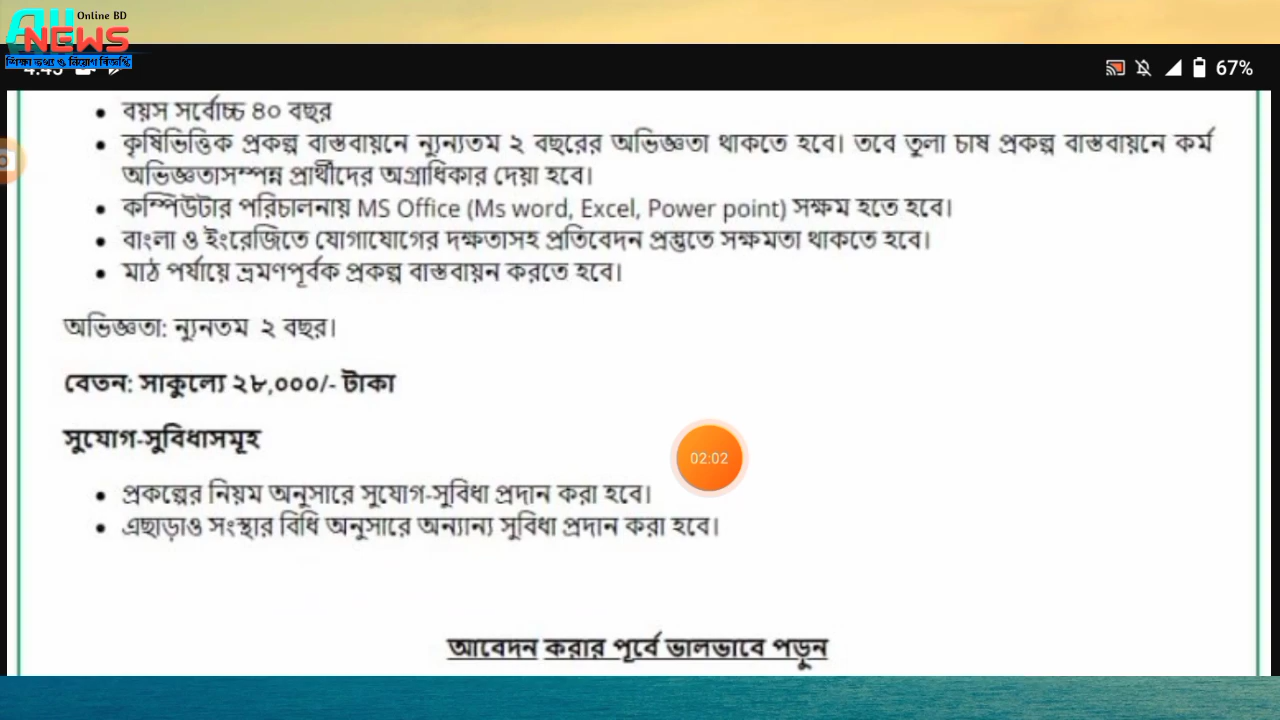 Online BD
All
NEWS
শিক্ষা তথ্য ও নিয়োগ বিজ্ঞপ্তি
67%
• বয়স সর্বোচ্চ ৪০ বছর
• কৃষিভিত্তিক প্রকল্প বাস্তবায়নে ন্যুন্যতম ২ বছরের অভিজ্ঞতা থাকতে হবে। তবে তুলা চাষ প্রকল্প বাস্তবায়নে কর্ম
অভিজ্ঞতাসম্পন্ন প্রার্থীদের অগ্রাধিকার দেয়া হবে।
• কম্পিউটার পরিচালনায় MS Office (Ms word, Excel, Power point) সক্ষম হতে হবে।
• বাংলা ও ইংরেজিতে যোগাযোগের দক্ষতাসহ প্রতিবেদন প্রস্তুতে সক্ষমতা থাকতে হবে।
• মাঠ পর্যায়ে ভ্রমণপূর্বক প্রকল্প বাস্তবায়ন করতে হবে।
অভিজ্ঞতা: ন্যুনতম ২ বছর।
বেতন: সাকুল্যে ২৮,০০০/- টাকা
সুযোগ-সুবিধাসমূহ
02:02
• প্রকল্পের নিয়ম অনুসারে সুযোগ-সুবিধা প্রদান করা হবে।
• এছাড়াও সংস্থার বিধি অনুসারে অন্যান্য সুবিধা প্রদান করা হবে।
আবেদন করার পূর্বে ভালভাবে পড়ুন